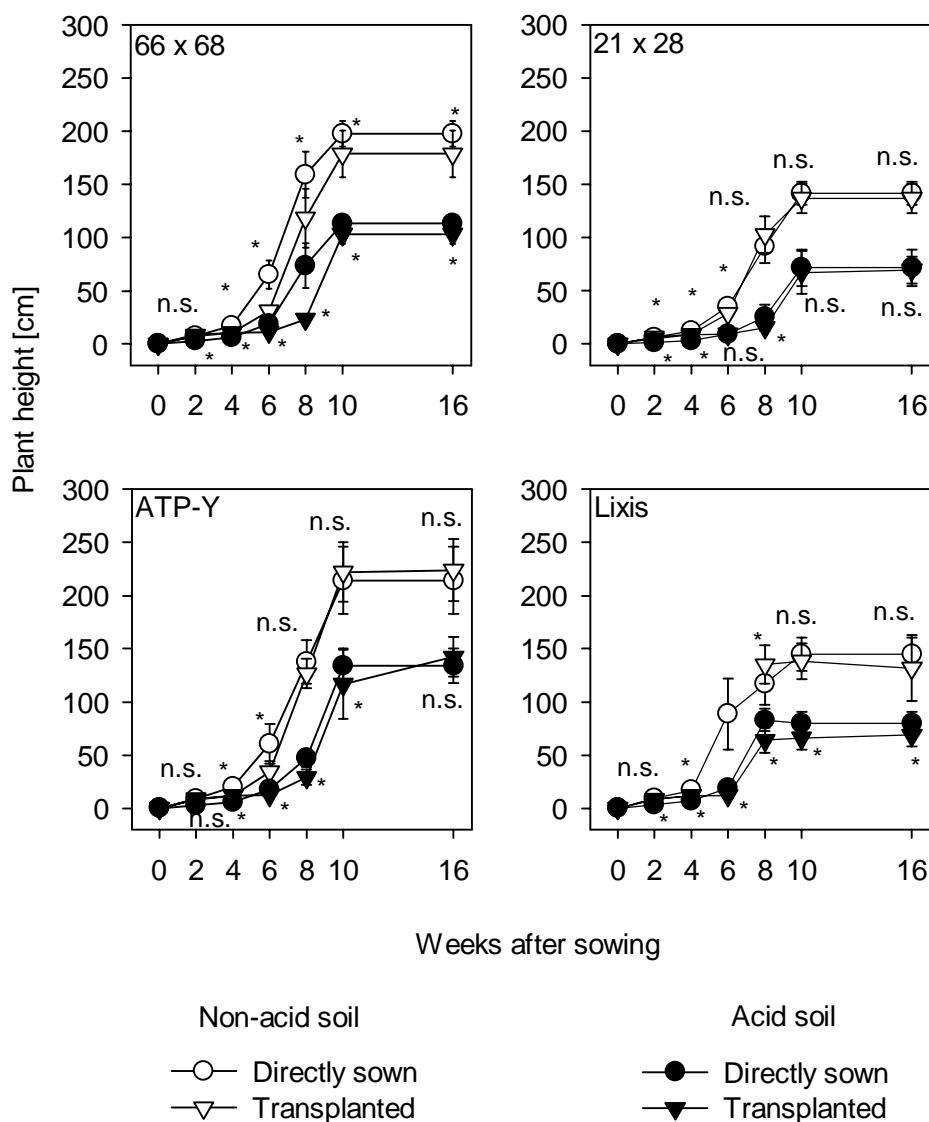 66 x 68
300
250
200
150
100
50
0
n.s.
*
*
*
*
*
*
*
*
*
*
*
*
0 2 4 6 8 10 16
21 x 28
300
250
200
150
100
50
0
*
*
*
n.s.
n.s.
n.s.
*
*
n.s.
*
n.s.
n.s.
0 2 4 6 8 10 16
Plant height [cm]
ATP-Y
300
250
200
150
100
50
0
n.s.
*
*
n.s.
n.s.
n.s.
n.s.
*
*
*
*
n.s.
0 2 4 6 8 10 16
Lixis
300
250
200
150
100
50
0
n.s.
*
*
n.s.
n.s.
*
*
*
*
*
*
0 2 4 6 8 10 16
Weeks after sowing
Non-acid soil
Directly sown
Transplanted
Acid soil
Directly sown
Transplanted